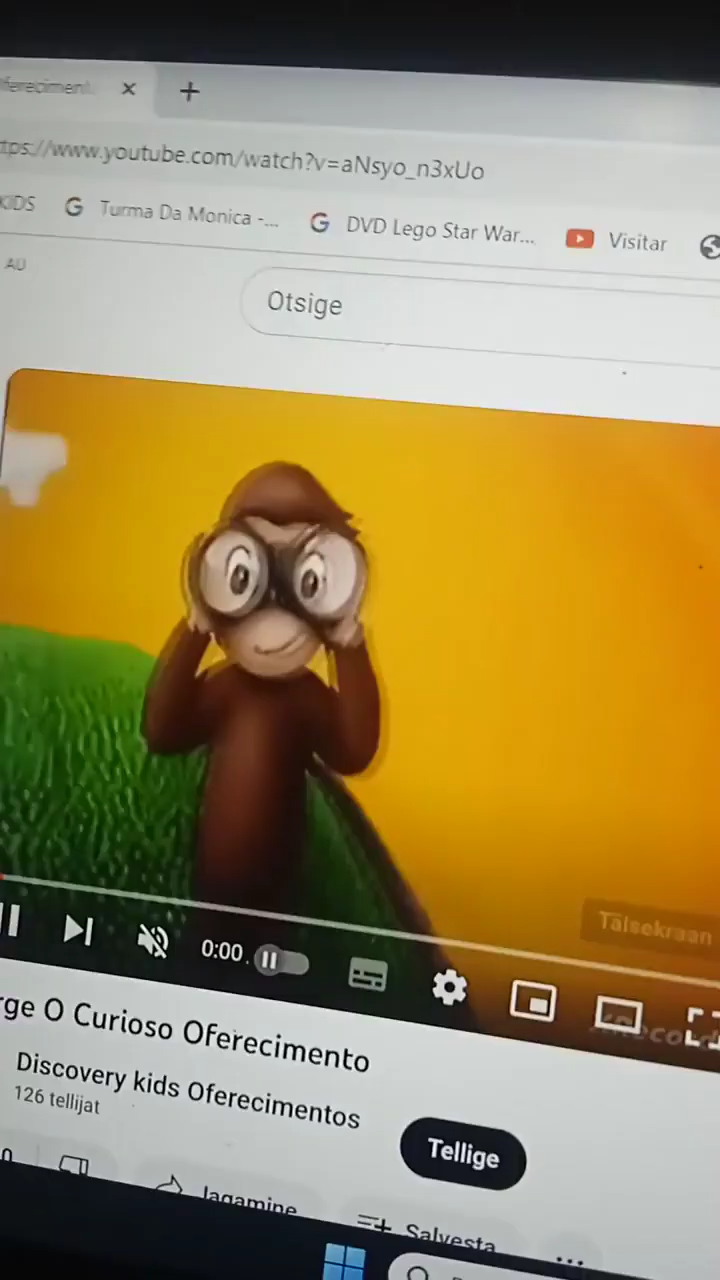 tps://www.youtube.com/watch?v=aNsyo_n3xUo
KIDS Turma Da Monica -... DVD Lego Star War... Visitar
AU
Otsige
Täisekraan
0:00
rge O Curioso Oferecimento
Discovery kids Oferecimentos
126 tellijat
Tellige
Jagamine
Salvesta